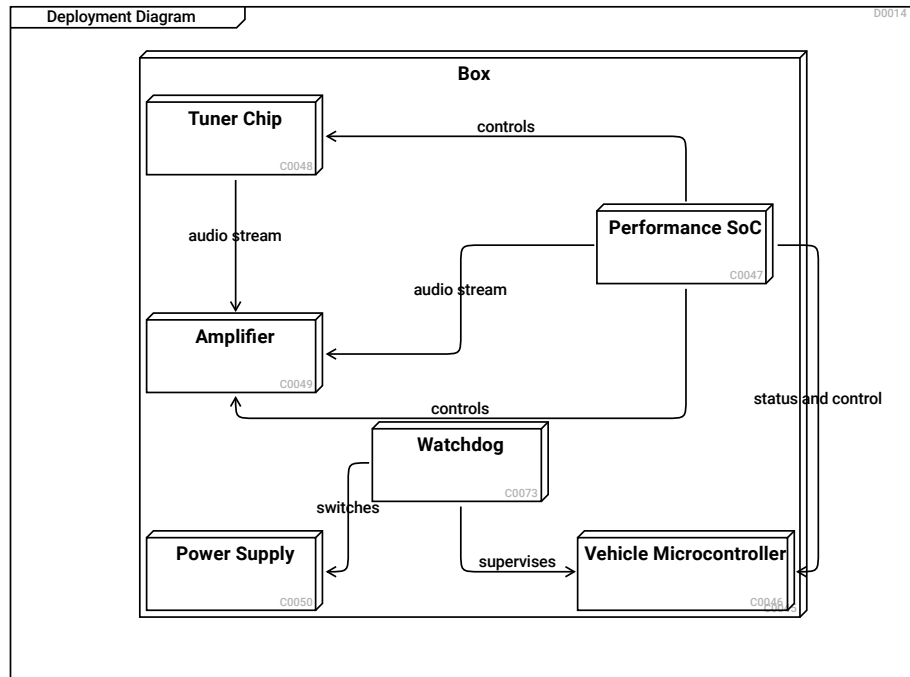 Deployment Diagram
D0014
Box
Tuner Chip
C0048
controls
Performance SoC
C0047
audio stream
audio stream
Amplifier
C0049
controls
status and control
Watchdog
C0073
switches
Power Supply
C0050
supervises
Vehicle Microcontroller
C0046